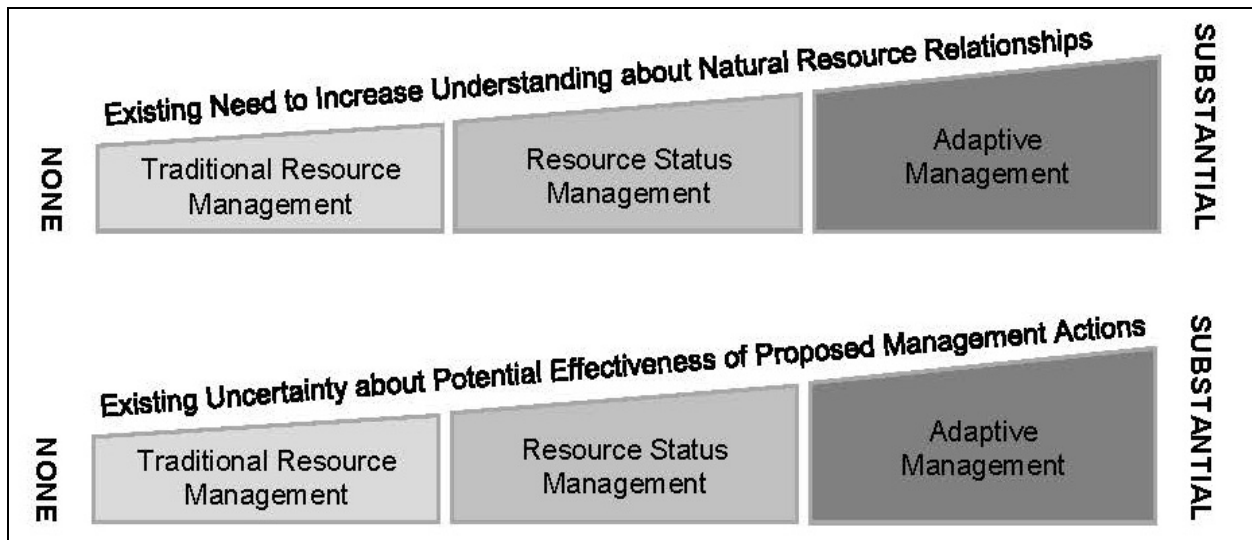 Existing Need to Increase Understanding about Natural Resource Relationships
NONE
Traditional Resource
Management
Resource Status
Management
Adaptive
Management
SUBSTANTIAL
Existing Uncertainty about Potential Effectiveness of Proposed Management Actions
NONE
Traditional Resource
Management
Resource Status
Management
Adaptive
Management
SUBSTANTIAL